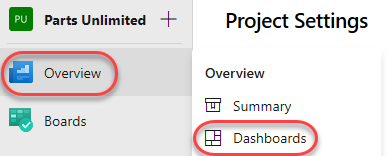 PU Parts Unlimited +
Overview
Boards
Project Settings
Overview
Summary
Dashboards